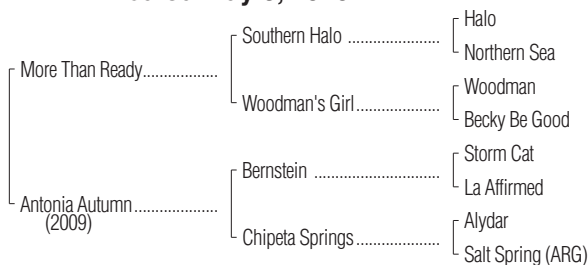 Southern Halo
Halo
Northern Sea
More Than Ready
Woodman's Girl
Woodman
Becky Be Good
Bernstein
Storm Cat
La Affirmed
Antonia Autumn
(2009)
Chipeta Springs
Alydar
Salt Spring (ARG)